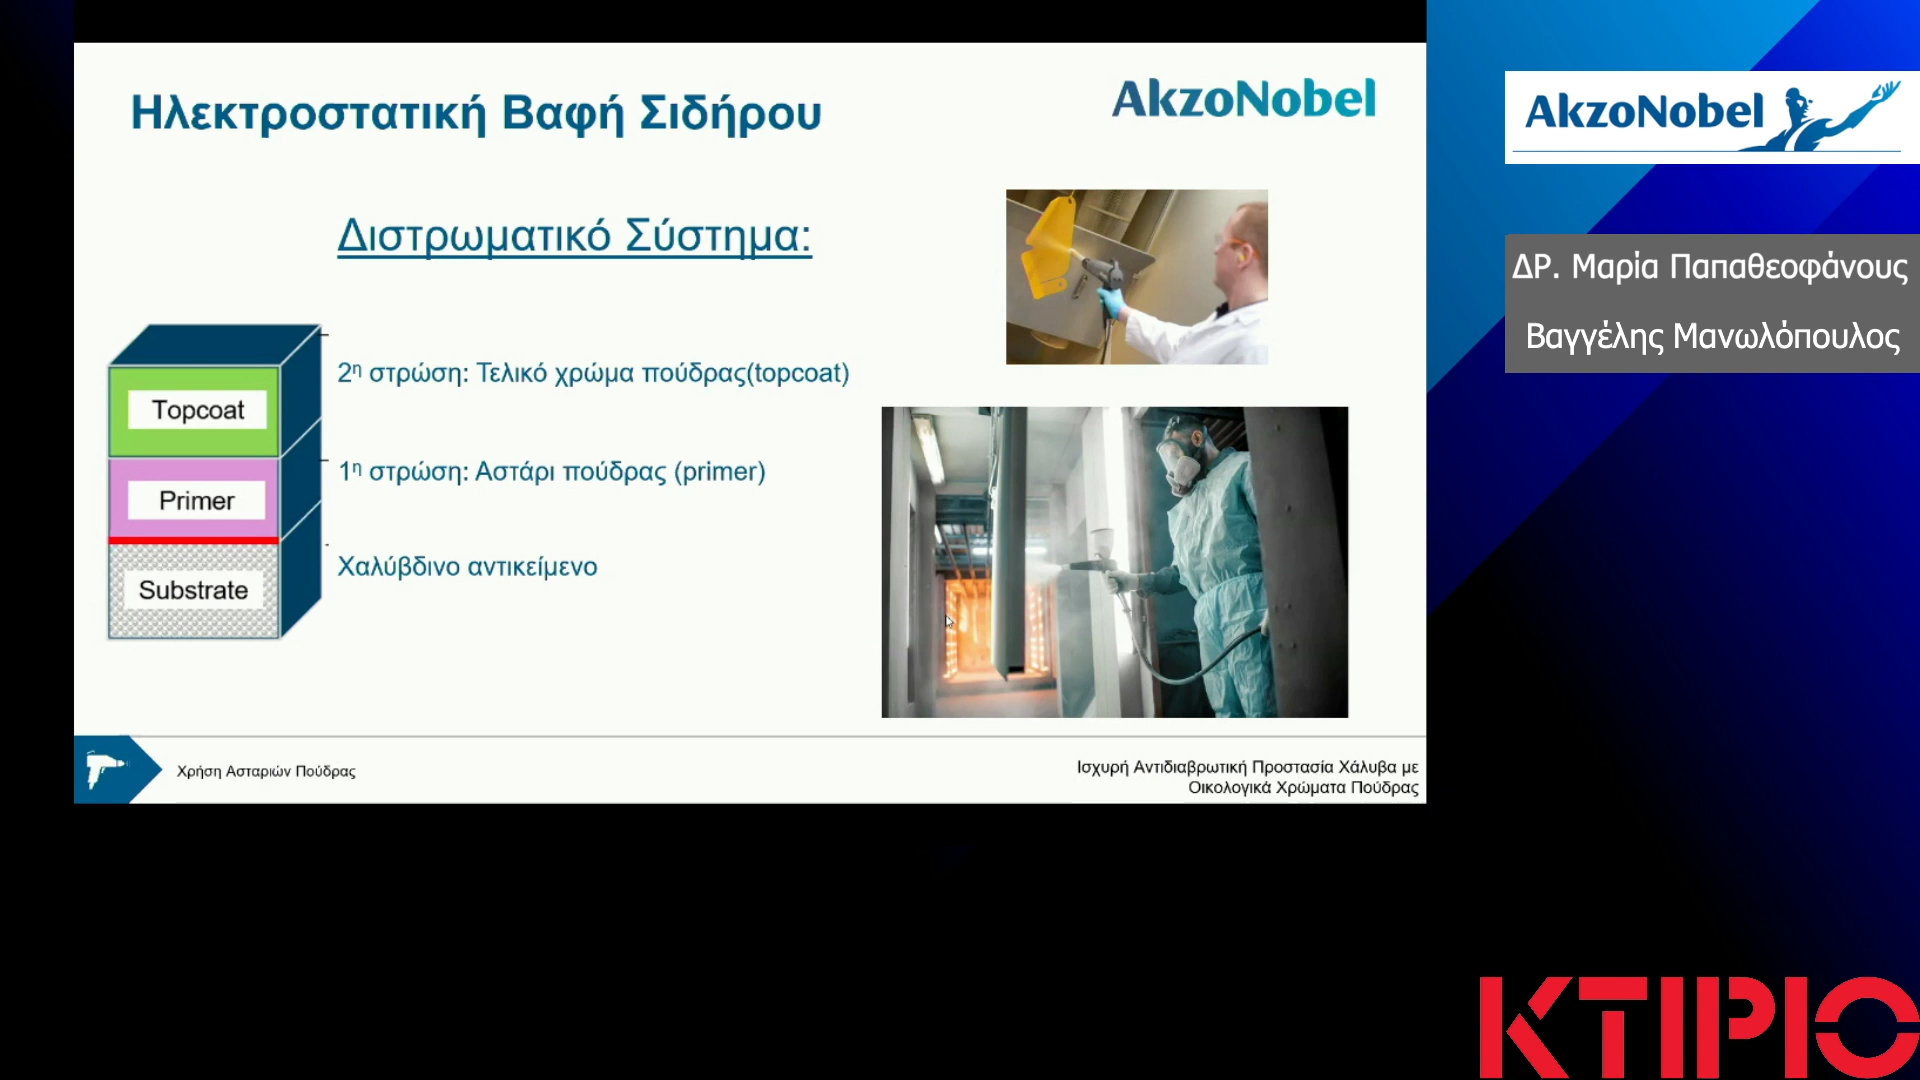 Ηλεκτροστατική Βαφή Σιδήρου
AkzoNobel
Διστρωματικό Σύστημα:
Topcoat
2η στρώση: Τελικό χρώμα πούδρας(topcoat)
Primer
1η στρώση: Αστάρι πούδρας (primer)
Substrate
Χαλύβδινο αντικείμενο
Χρήση Ασταριών Πούδρας
Ισχυρή Αντιδιαβρωτική Προστασία Χάλυβα με
Οικολογικά Χρώματα Πούδρας
AkzoNobel
ΔΡ. Μαρία Παπαθεοφάνους
Βαγγέλης Μανωλόπουλος
ΚΤΙΡΙΟ